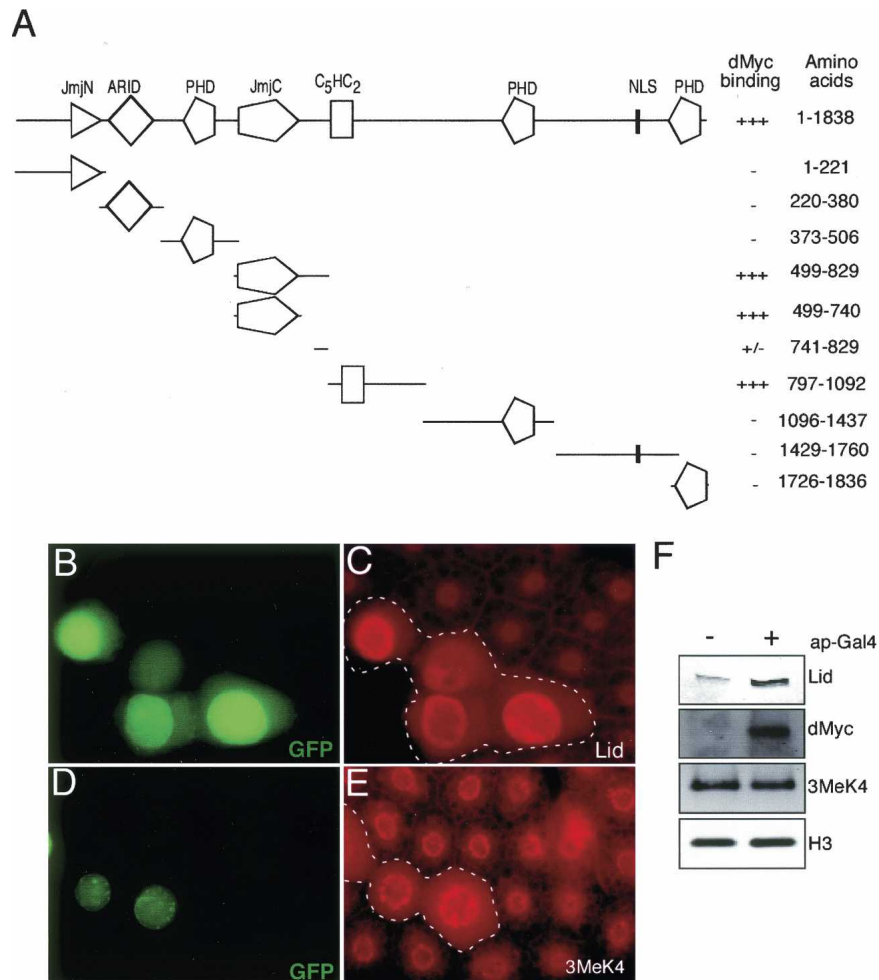 A
JmjN ARID PHD JmjC C5HC2 PHD NLS PHD dMyc binding Amino acids
+++ 1-1838
- 1-221
- 220-380
- 373-506
+++ 499-829
+++ 499-740
+/- 741-829
+++ 797-1092
- 1096-1437
- 1429-1760
- 1726-1836
B
GFP
C
Lid
D
GFP
E
3MeK4
F
- + ap-Gal4
Lid
dMyc
3MeK4
H3